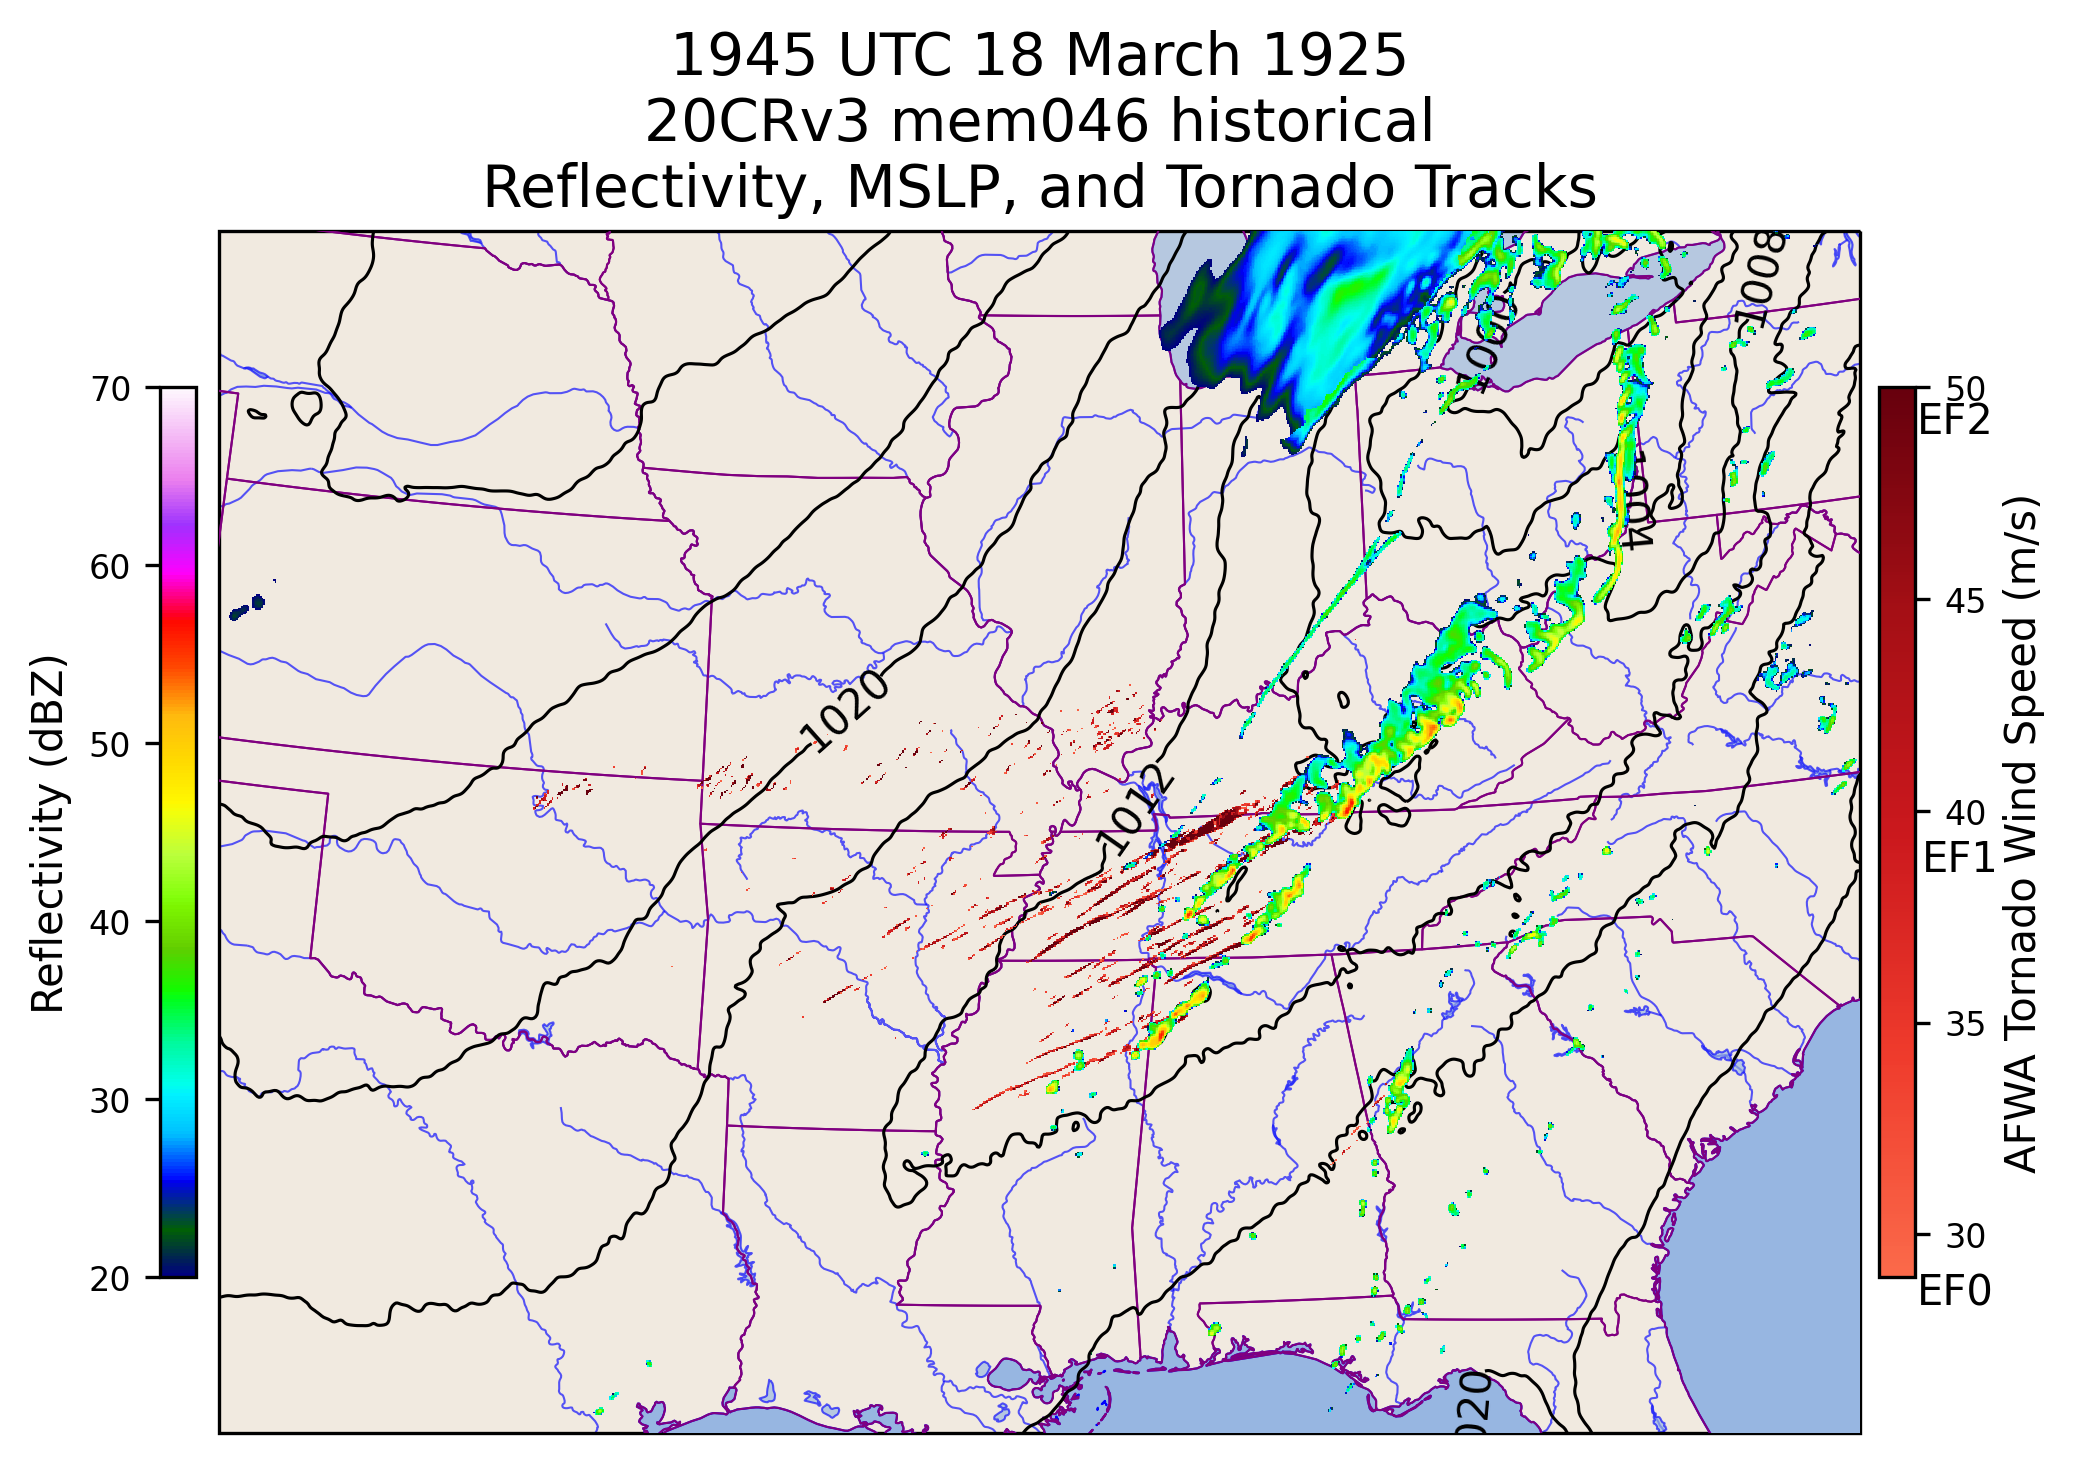 1945 UTC 18 March 1925
20CRv3 mem046 historical
Reflectivity, MSLP, and Tornado Tracks
1008
1000
1004
1020
1012
020
Reflectivity (dBZ)
70
60
50
40
30
20
50
EF2
45
40
EF1
35
30
EF0
AFWA Tornado Wind Speed (m/s)